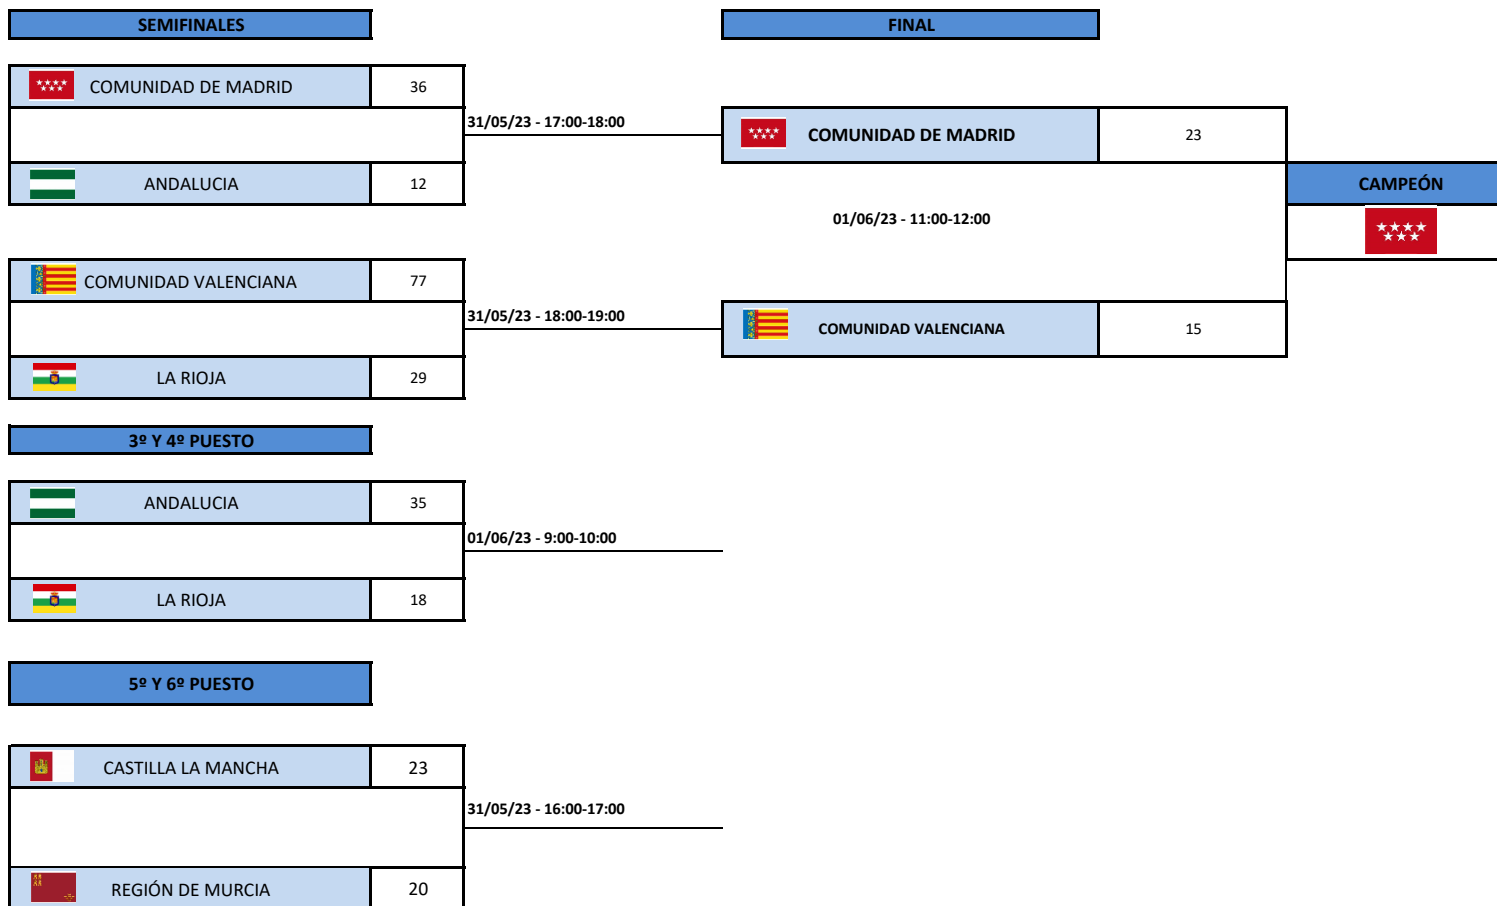 SEMIFINALES
FINAL
COMUNIDAD DE MADRID 36
31/05/23 - 17:00-18:00
COMUNIDAD DE MADRID 23
ANDALUCIA 12
CAMPEÓN
01/06/23 - 11:00-12:00
COMUNIDAD VALENCIANA 77
31/05/23 - 18:00-19:00
COMUNIDAD VALENCIANA 15
LA RIOJA 29
3º Y 4º PUESTO
ANDALUCIA 35
01/06/23 - 9:00-10:00
LA RIOJA 18
5º Y 6º PUESTO
CASTILLA LA MANCHA 23
31/05/23 - 16:00-17:00
REGIÓN DE MURCIA 20